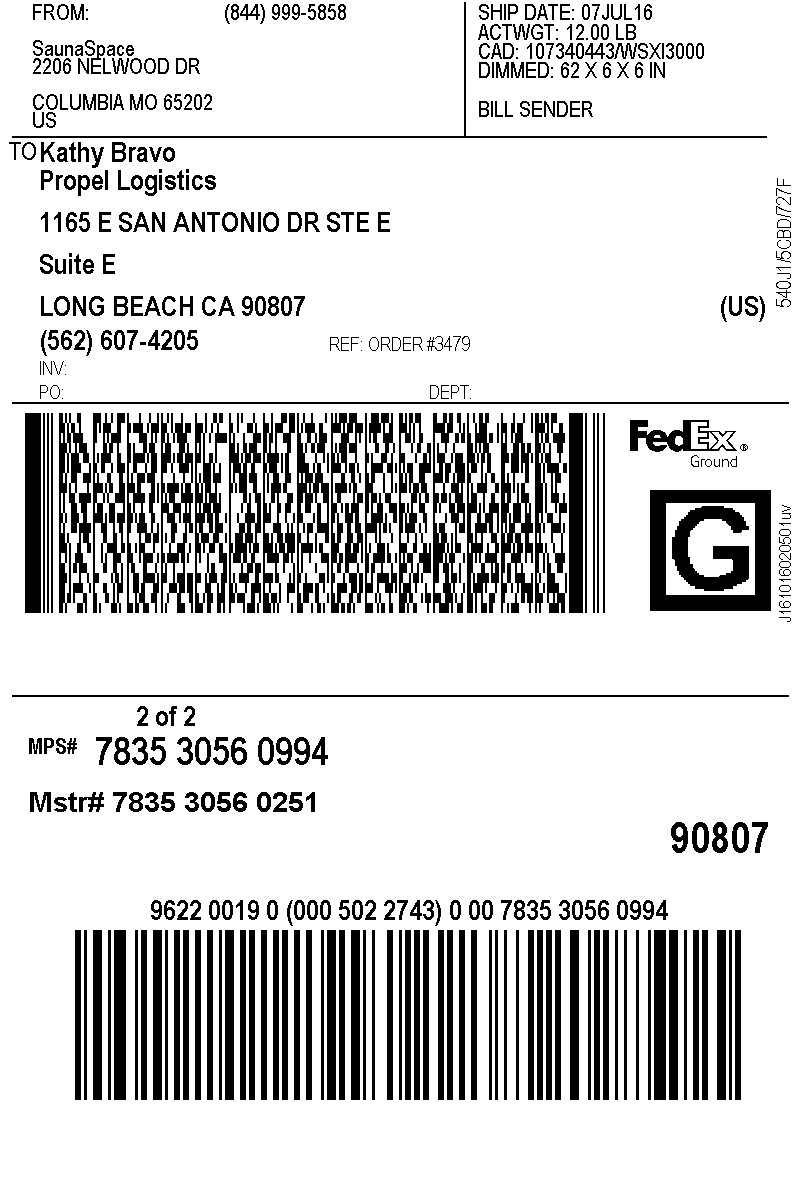 FROM: (844) 999-5858
SaunaSpace
2206 NELWOOD DR
COLUMBIA MO 65202
US
SHIP DATE: 07JUL16
ACTWGT: 12.00 LB
CAD: 107340443/WSXI3000
DIMMED: 62 X 6 X 6 IN
BILL SENDER
TO Kathy Bravo
Propel Logistics
1165 E SAN ANTONIO DR STE E
Suite E
LONG BEACH CA 90807 (US)
(562) 607-4205 REF: ORDER #3479
INV:
PO: DEPT:
540J1/5CBD/727F
FedEx®
Ground
G
J161016020501uv
2 of 2
MPS# 7835 3056 0994
Mstr# 7835 3056 0251
90807
9622 0019 0 (000 502 2743) 0 00 7835 3056 0994